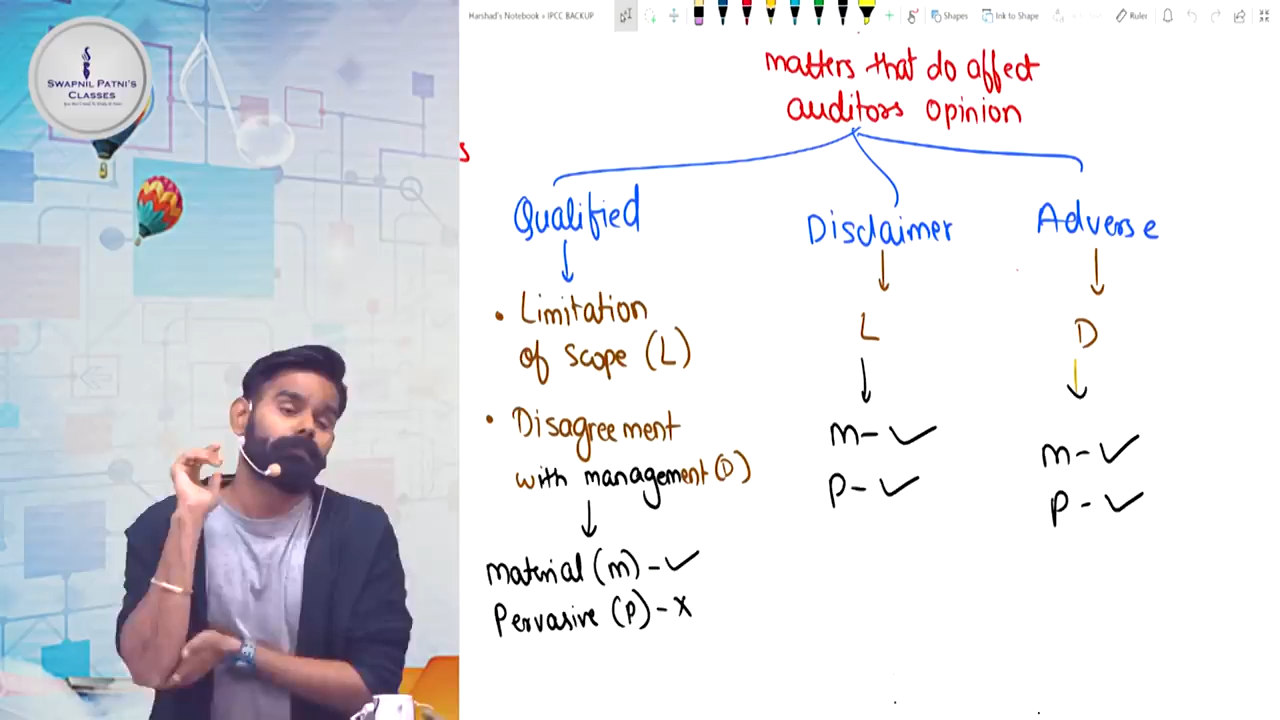 SWAPNIL PATNI'S
CLASSES
Harshad's Notebook » IPCC BACKUP
Shapes
Ink to Shape
Ruler
matters that do affect
auditors opinion
s
Qualified
Disclaimer
Adverse
• Limitation
of scope (L)
• Disagreement
with management (D)
Material (m) - ✓
Pervasive (p) - x
L
m - ✓
p - ✓
D
m - ✓
p - ✓